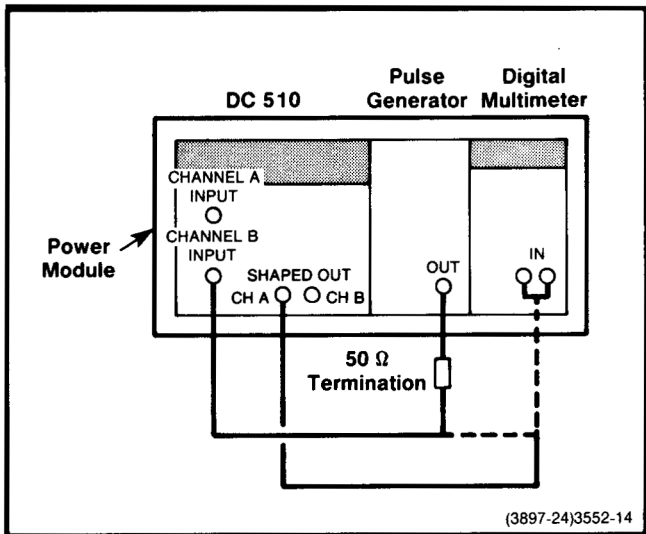 DC 510
Pulse
Generator
Digital
Multimeter
CHANNEL A
INPUT
CHANNEL B
INPUT
SHAPED OUT
CH A
CH B
OUT
IN
Power
Module
50 Ω
Termination
(3897-24)3552-14